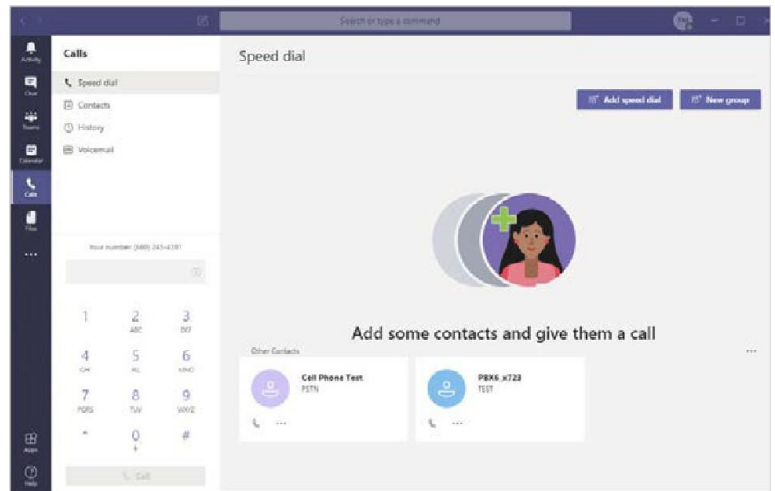 Search or type a command
TM
Activity
Chat
Teams
Calendar
Calls
Files
...
Apps
Help
Calls
Speed dial
Contacts
History
Voicemail
Your number:
1
2
ABC
3
DEF
4
GHI
5
JKL
6
MNO
7
PQRS
8
TUV
9
WXYZ
*
0
+
#
Call
Speed dial
Add speed dial
New group
Add some contacts and give them a call
Other Contacts
...
Cell Phone Test
PSTN
...
PBX6_x723
TEST
...